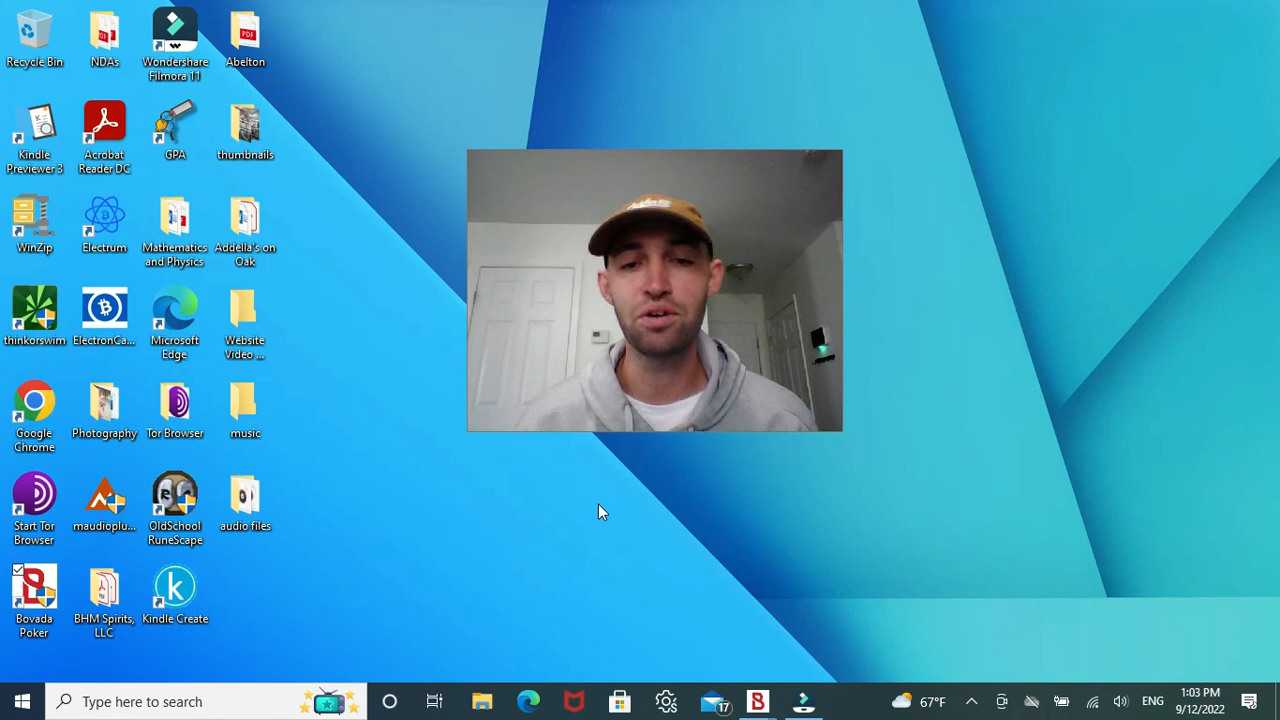 Recycle Bin
NDAs
Wondershare
Filmora 11
Abelton
Kindle
Previewer 3
Acrobat
Reader DC
GPA
thumbnails
WinZip
Electrum
Mathematics
and Physics
Addella's on
Oak
thinkorswim
ElectronCa...
Microsoft
Edge
Website
Video ...
Google
Chrome
Photography
Tor Browser
music
Start Tor
Browser
maudioplu...
OldSchool
RuneScape
audio files
Bovada
Poker
BHM Spirits,
LLC
Kindle Create
Type here to search
17
67°F
ENG
1:03 PM
9/12/2022